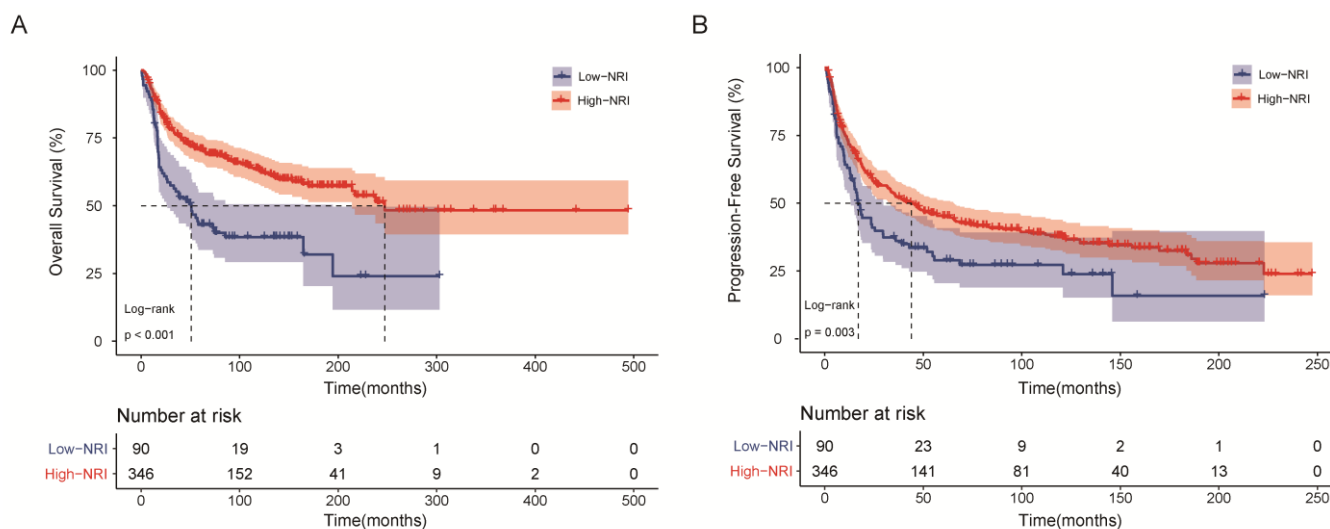 A
Overall Survival (%)
100
75
50
25
0
Low-NRI
High-NRI
Log-rank
p < 0.001
0 100 200 300 400 500
Time(months)
Number at risk
Low-NRI 90 19 3 1 0 0
High-NRI 346 152 41 9 2 0
0 100 200 300 400 500
Time(months)
B
Progression-Free Survival (%)
100
75
50
25
0
Low-NRI
High-NRI
Log-rank
p = 0.003
0 50 100 150 200 250
Time(months)
Number at risk
Low-NRI 90 23 9 2 1 0
High-NRI 346 141 81 40 13 0
0 50 100 150 200 250
Time(months)